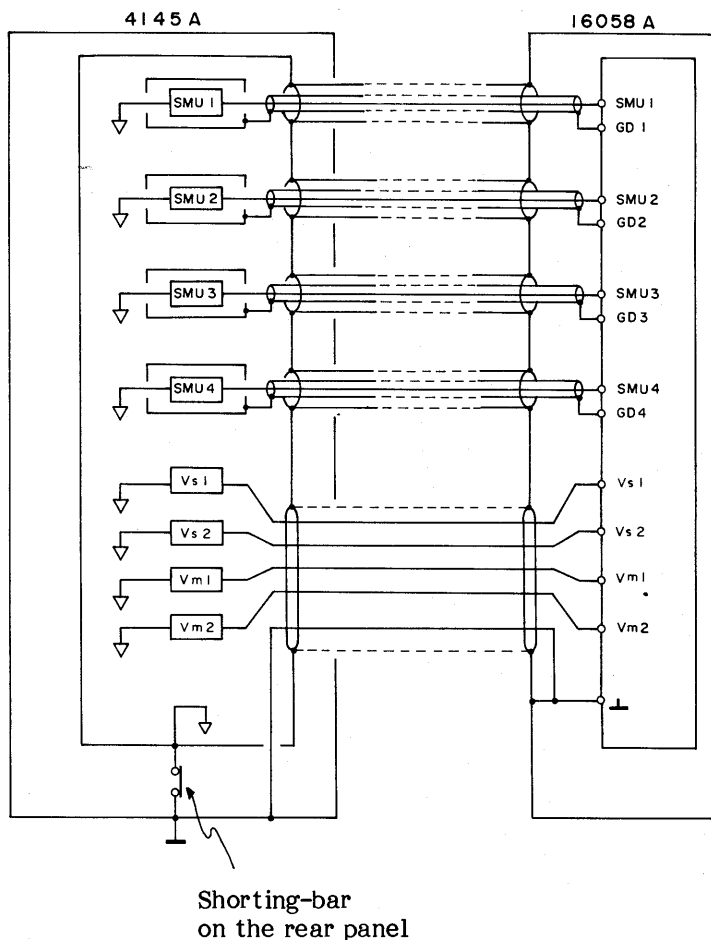 4145A 16058A
SMU1 SMU1
GD1
SMU2 SMU2
GD2
SMU3 SMU3
GD3
SMU4 SMU4
GD4
Vs1 Vs1
Vs2 Vs2
Vm1 Vm1
Vm2 Vm2
Shorting-bar
on the rear panel